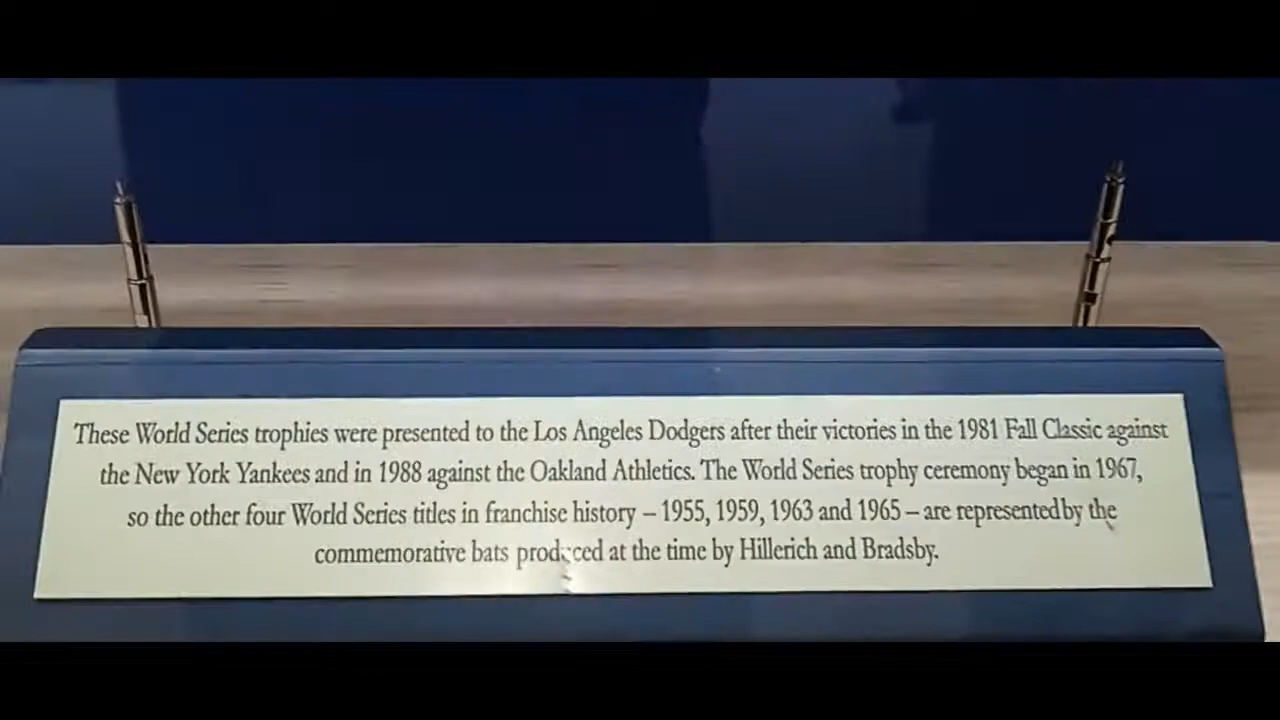 These World Series trophies were presented to the Los Angeles Dodgers after their victories in the 1981 Fall Classic against
the New York Yankees and in 1988 against the Oakland Athletics. The World Series trophy ceremony began in 1967,
so the other four World Series titles in franchise history – 1955, 1959, 1963 and 1965 – are represented by the
commemorative bats produced at the time by Hillerich and Bradsby.